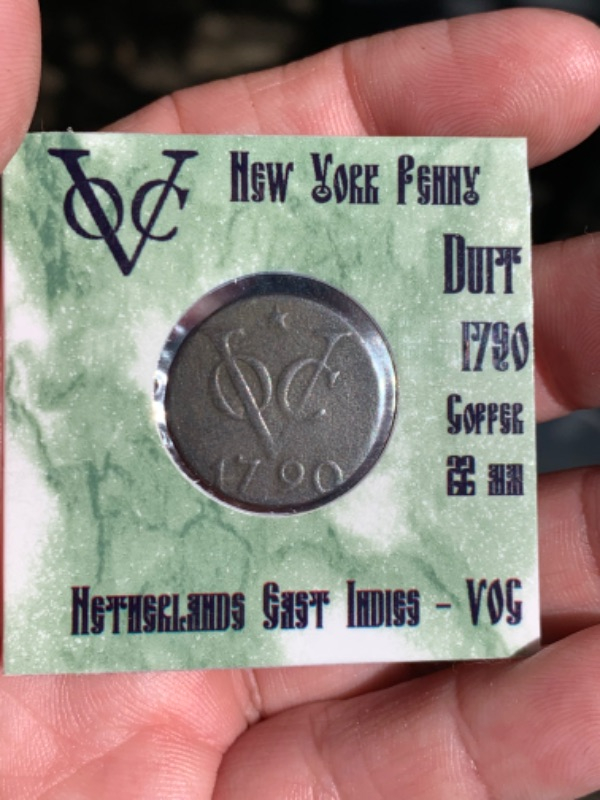 VOC
New York Penny
Duit
1790
Copper
22 mm
VOC
1790
Netherlands East Indies - VOC